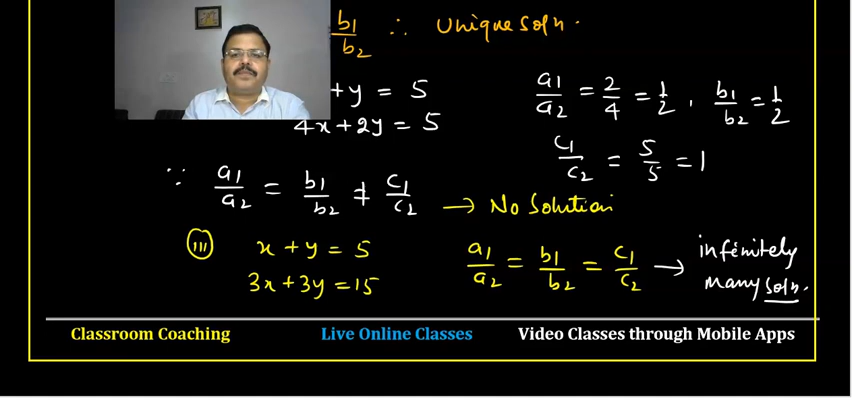 b1/b2 ∴ Unique Soln.
+y = 5
4x+2y = 5
a1/a2 = 2/4 = 1/2, b1/b2 = 1/2
c1/c2 = 5/5 = 1
∵ a1/a2 = b1/b2 ≠ c1/c2 → No Solution
(iii) x + y = 5
3x + 3y = 15
a1/a2 = b1/b2 = c1/c2 → infinitely
many soln.
Classroom Coaching
Live Online Classes
Video Classes through Mobile Apps